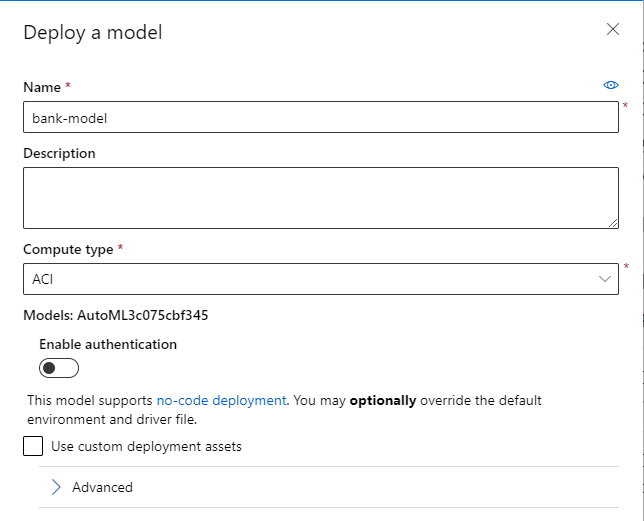 Deploy a model
Name *
bank-model
*
Description
Compute type *
ACI
*
Models: AutoML3c075cbf345
Enable authentication
This model supports no-code deployment. You may optionally override the default
environment and driver file.
Use custom deployment assets
Advanced